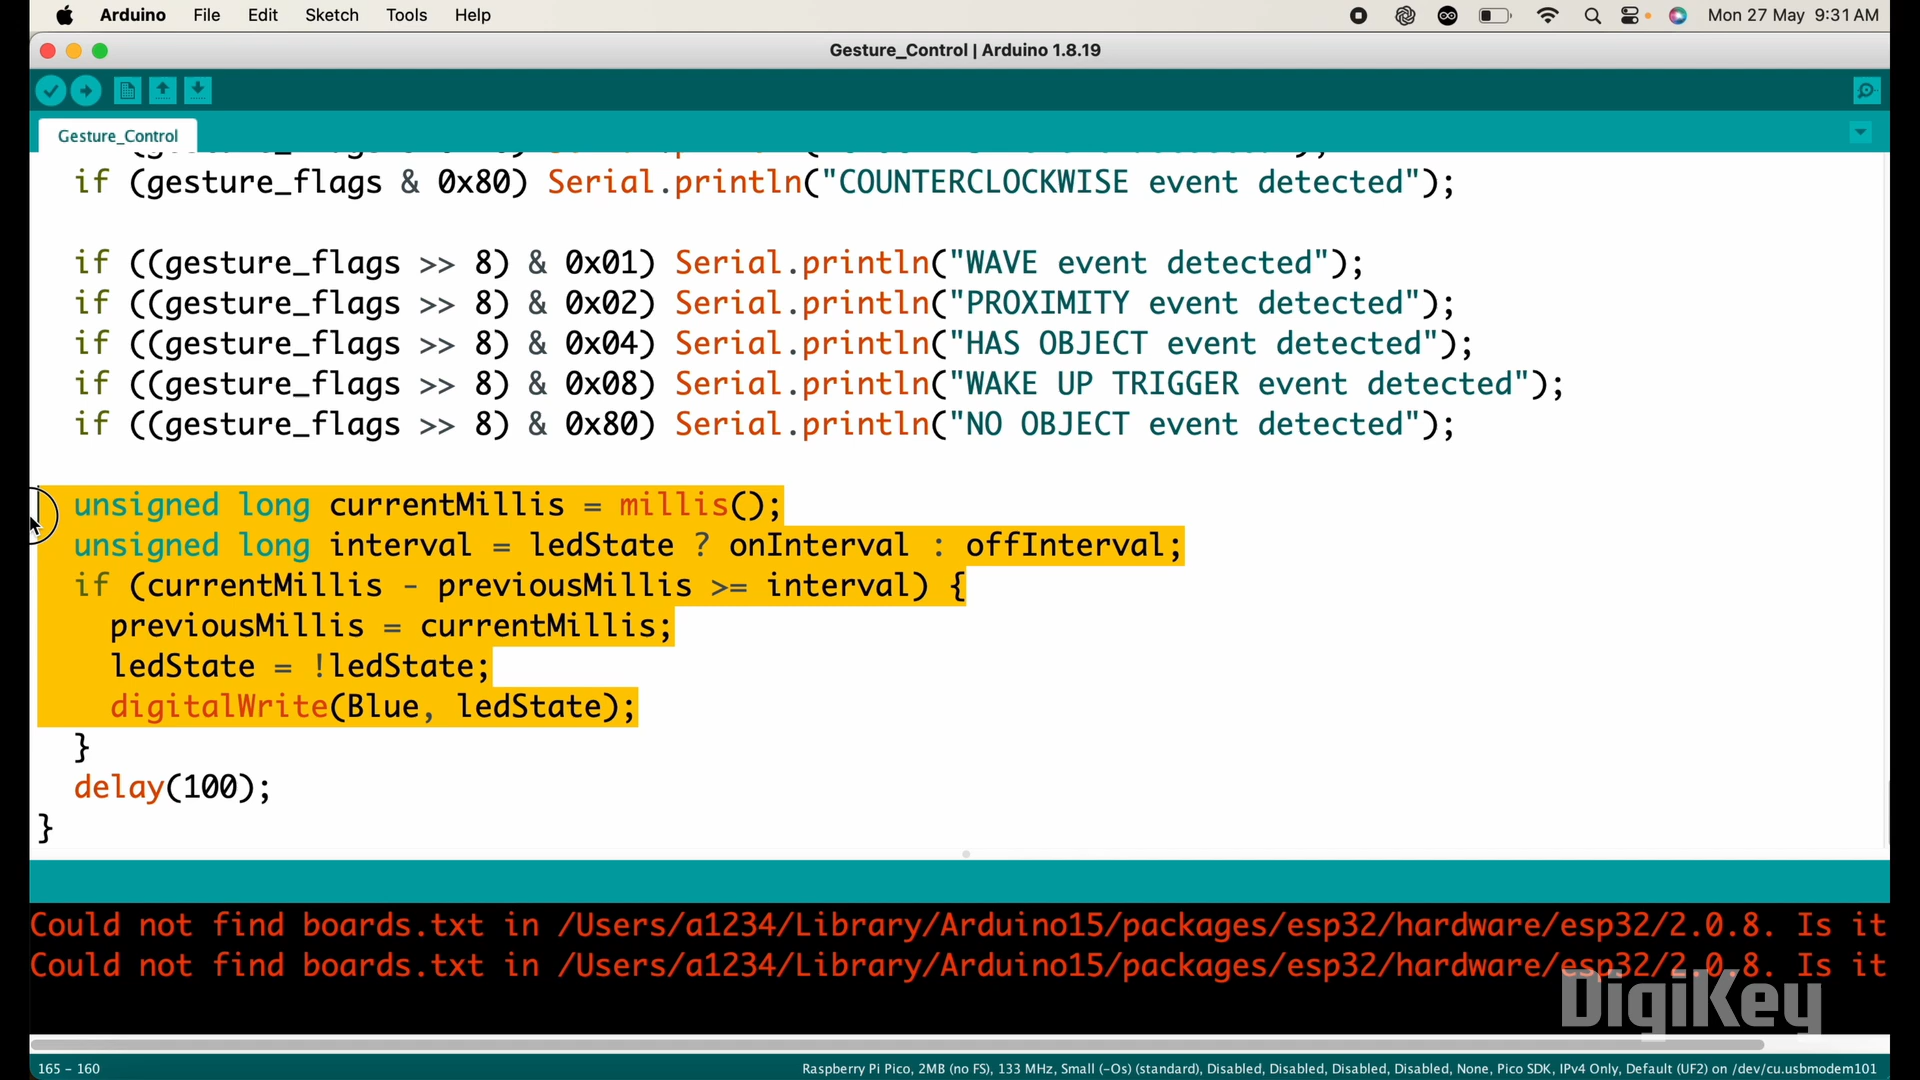 Arduino File Edit Sketch Tools Help Mon 27 May 9:31 AM
Gesture_Control | Arduino 1.8.19
Gesture_Control
if (gesture_flags & 0x80) Serial.println("COUNTERCLOCKWISE event detected");
if ((gesture_flags >> 8) & 0x01) Serial.println("WAVE event detected");
if ((gesture_flags >> 8) & 0x02) Serial.println("PROXIMITY event detected");
if ((gesture_flags >> 8) & 0x04) Serial.println("HAS OBJECT event detected");
if ((gesture_flags >> 8) & 0x08) Serial.println("WAKE UP TRIGGER event detected");
if ((gesture_flags >> 8) & 0x80) Serial.println("NO OBJECT event detected");
unsigned long currentMillis = millis();
unsigned long interval = ledState ? onInterval : offInterval;
if (currentMillis - previousMillis >= interval) {
previousMillis = currentMillis;
ledState = !ledState;
digitalWrite(Blue, ledState);
}
delay(100);
}
Could not find boards.txt in /Users/a1234/Library/Arduino15/packages/esp32/hardware/esp32/2.0.8. Is it
Could not find boards.txt in /Users/a1234/Library/Arduino15/packages/esp32/hardware/esp32/2.0.8. Is it
DigiKey
165 - 160 Raspberry Pi Pico, 2MB (no FS), 133 MHz, Small (-Os) (standard), Disabled, Disabled, Disabled, Disabled, None, Pico SDK, IPv4 Only, Default (UF2) on /dev/cu.usbmodem101